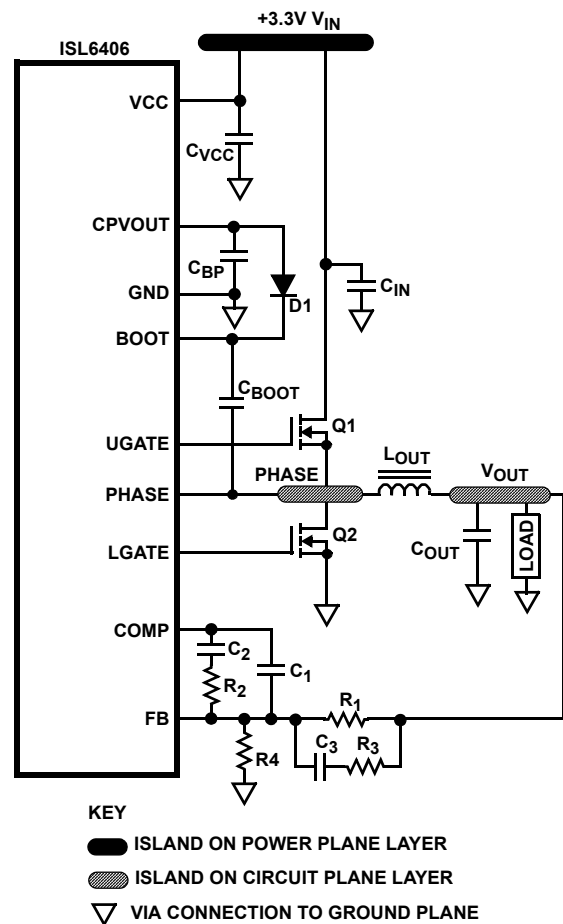 +3.3V VIN
ISL6406
VCC
CVCC
CPVOUT
CBP
GND
D1
CIN
BOOT
CBOOT
Q1
UGATE
PHASE
LOUT
VOUT
PHASE
Q2
COUT
LOAD
LGATE
COMP
C2
C1
R2
R1
FB
C3
R3
R4
KEY
ISLAND ON POWER PLANE LAYER
ISLAND ON CIRCUIT PLANE LAYER
VIA CONNECTION TO GROUND PLANE